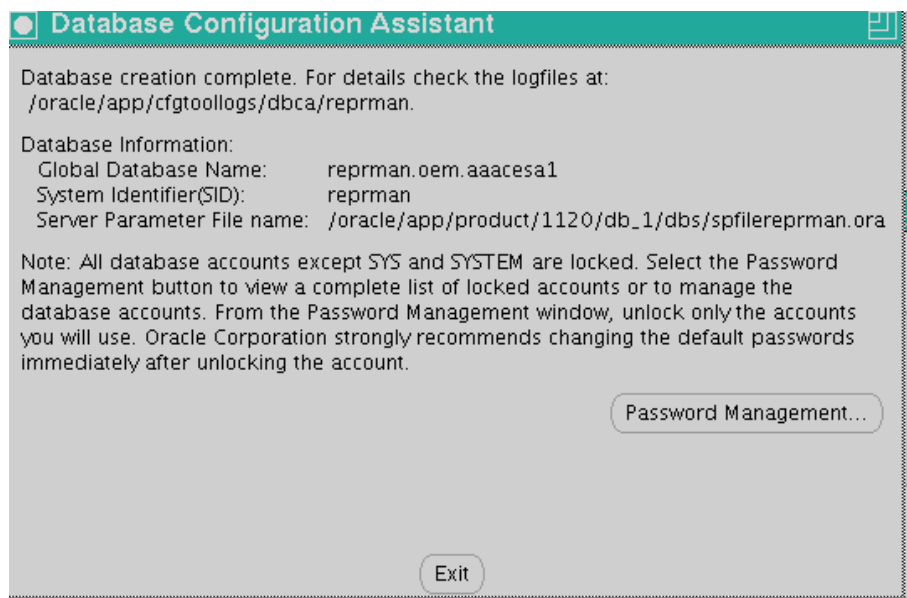 Database Configuration Assistant
Database creation complete. For details check the logfiles at:
/oracle/app/cfgtoollogs/dbca/reprman.
Database Information:
Global Database Name: reprman.oem.aaacesa1
System Identifier(SID): reprman
Server Parameter File name: /oracle/app/product/1120/db_1/dbs/spfilereprman.ora
Note: All database accounts except SYS and SYSTEM are locked. Select the Password
Management button to view a complete list of locked accounts or to manage the
database accounts. From the Password Management window, unlock only the accounts
you will use. Oracle Corporation strongly recommends changing the default passwords
immediately after unlocking the account.
Password Management...
Exit